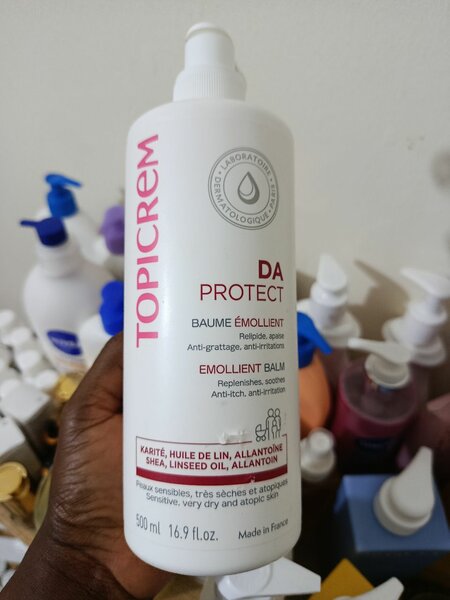 TOPICREM
LABORATOIRE
DERMATOLOGIQUE • PARIS
DA
PROTECT
BAUME ÉMOLLIENT
Relipide, apaise
Anti-grattage, anti-irritations
EMOLLIENT BALM
Replenishes, soothes
Anti-itch, anti-irritations
KARITÉ, HUILE DE LIN, ALLANTOÏNE
SHEA, LINSEED OIL, ALLANTOIN
Peaux sensibles, très sèches et atopiques
Sensitive, very dry and atopic skin
500 ml 16.9 fl.oz. Made in France